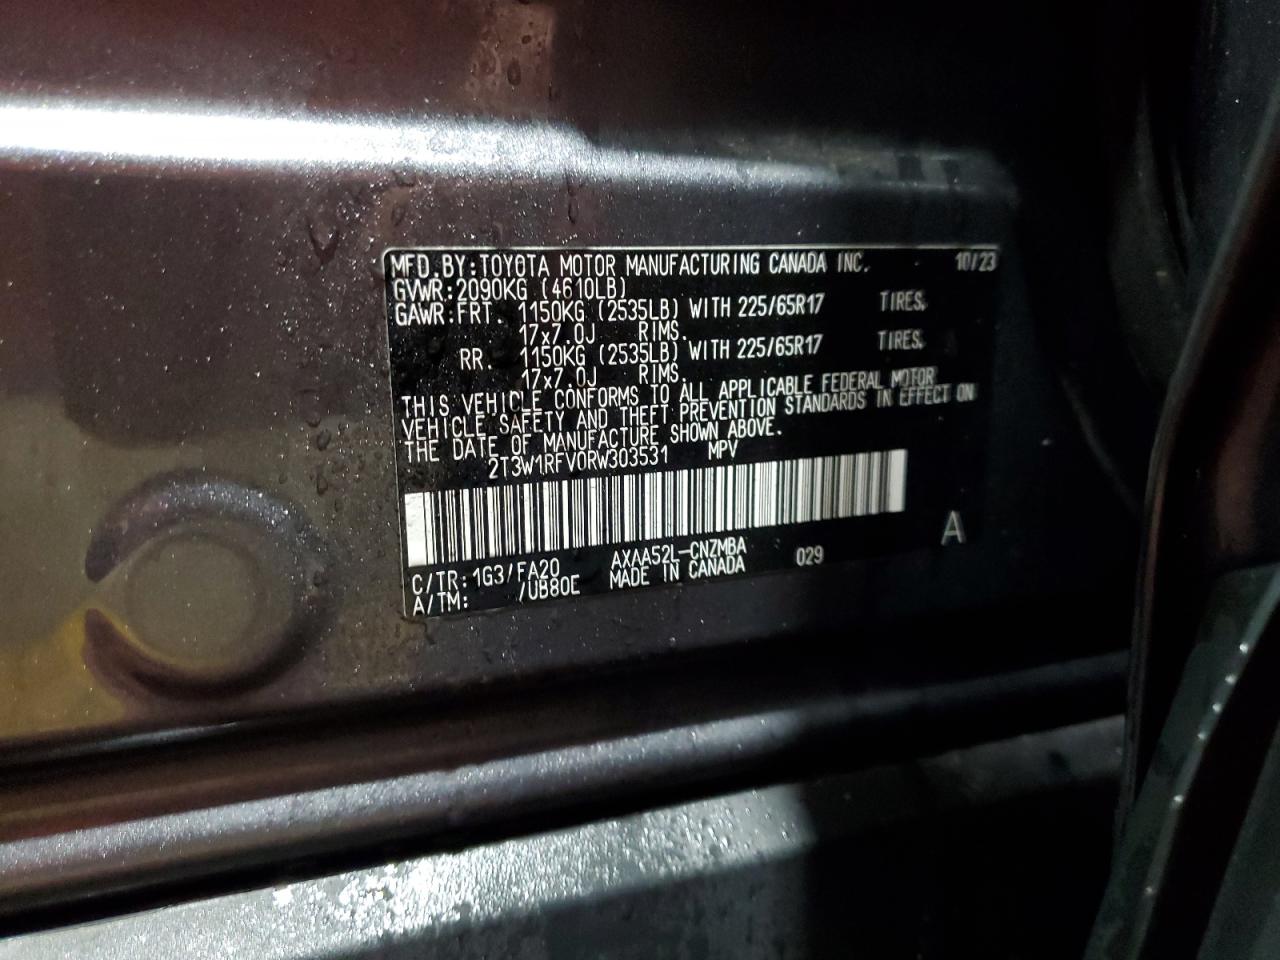 MFD.BY:TOYOTA MOTOR MANUFACTURING CANADA INC. 10/23
GVWR:2090KG (4610LB)
GAWR:FRT. 1150KG (2535LB) WITH 225/65R17 TIRES,
17x7.0J RIMS.
RR. 1150KG (2535LB) WITH 225/65R17 TIRES,
17x7.0J RIMS.
THIS VEHICLE CONFORMS TO ALL APPLICABLE FEDERAL MOTOR
VEHICLE SAFETY AND THEFT PREVENTION STANDARDS IN EFFECT ON
THE DATE OF MANUFACTURE SHOWN ABOVE.
2T3W1RFV0RW303531 MPV
A
C/TR:1G3/FA20 AXAA52L-CNZMBA 029
A/TM: /UB80E MADE IN CANADA